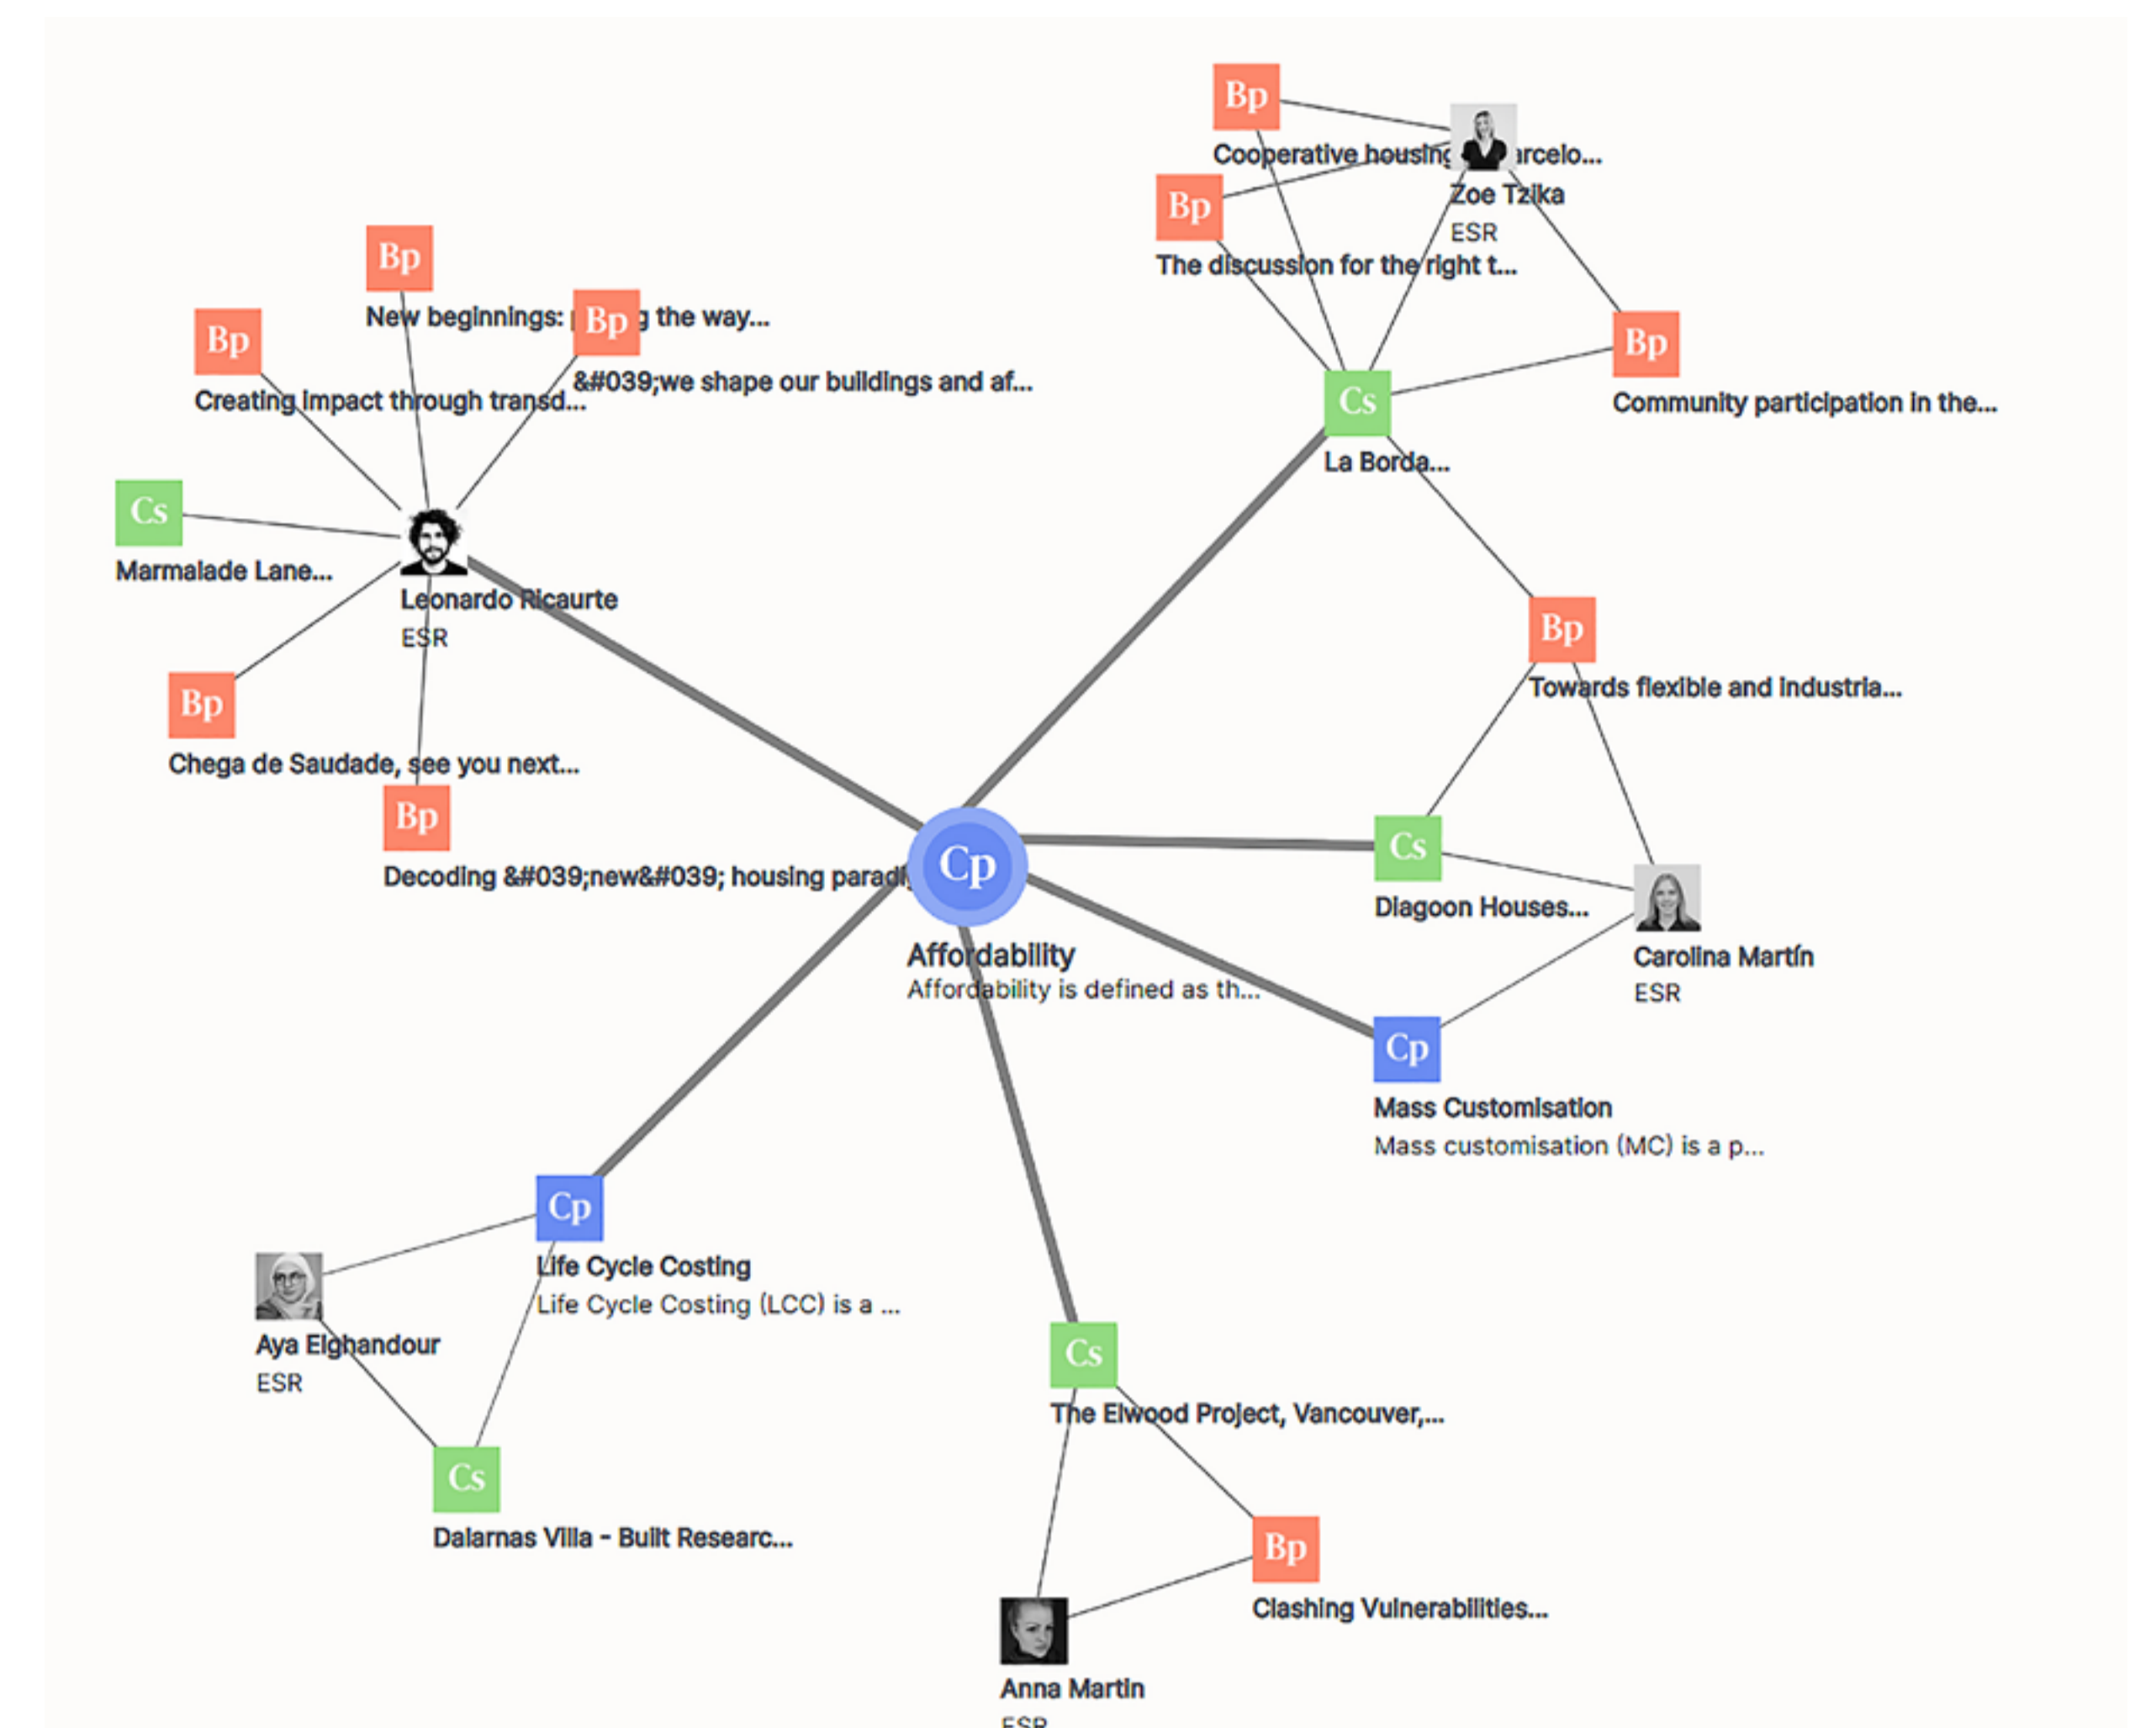 Bp
Cooperative housing arcelo...
Zoe Tzika
ESR
Bp
The discussion for the right t...
Bp
New beginnings: g the way...
Bp
&#039;we shape our buildings and af...
Bp
Creating impact through transd...
Bp
Community participation in the...
Cs
La Borda...
Cs
Marmalade Lane...
Leonardo Ricaurte
ESR
Bp
Towards flexible and industria...
Bp
Chega de Saudade, see you next...
Bp
Decoding &#039;new&#039; housing paradi
Cp
Affordability
Affordability is defined as th...
Cs
Diagoon Houses...
Carolina Martín
ESR
Cp
Mass Customisation
Mass customisation (MC) is a p...
Cp
Life Cycle Costing
Life Cycle Costing (LCC) is a ...
Aya Elghandour
ESR
Cs
The Elwood Project, Vancouver,...
Cs
Dalarnas Villa - Built Researc...
Bp
Clashing Vulnerabilities...
Anna Martin
ESR